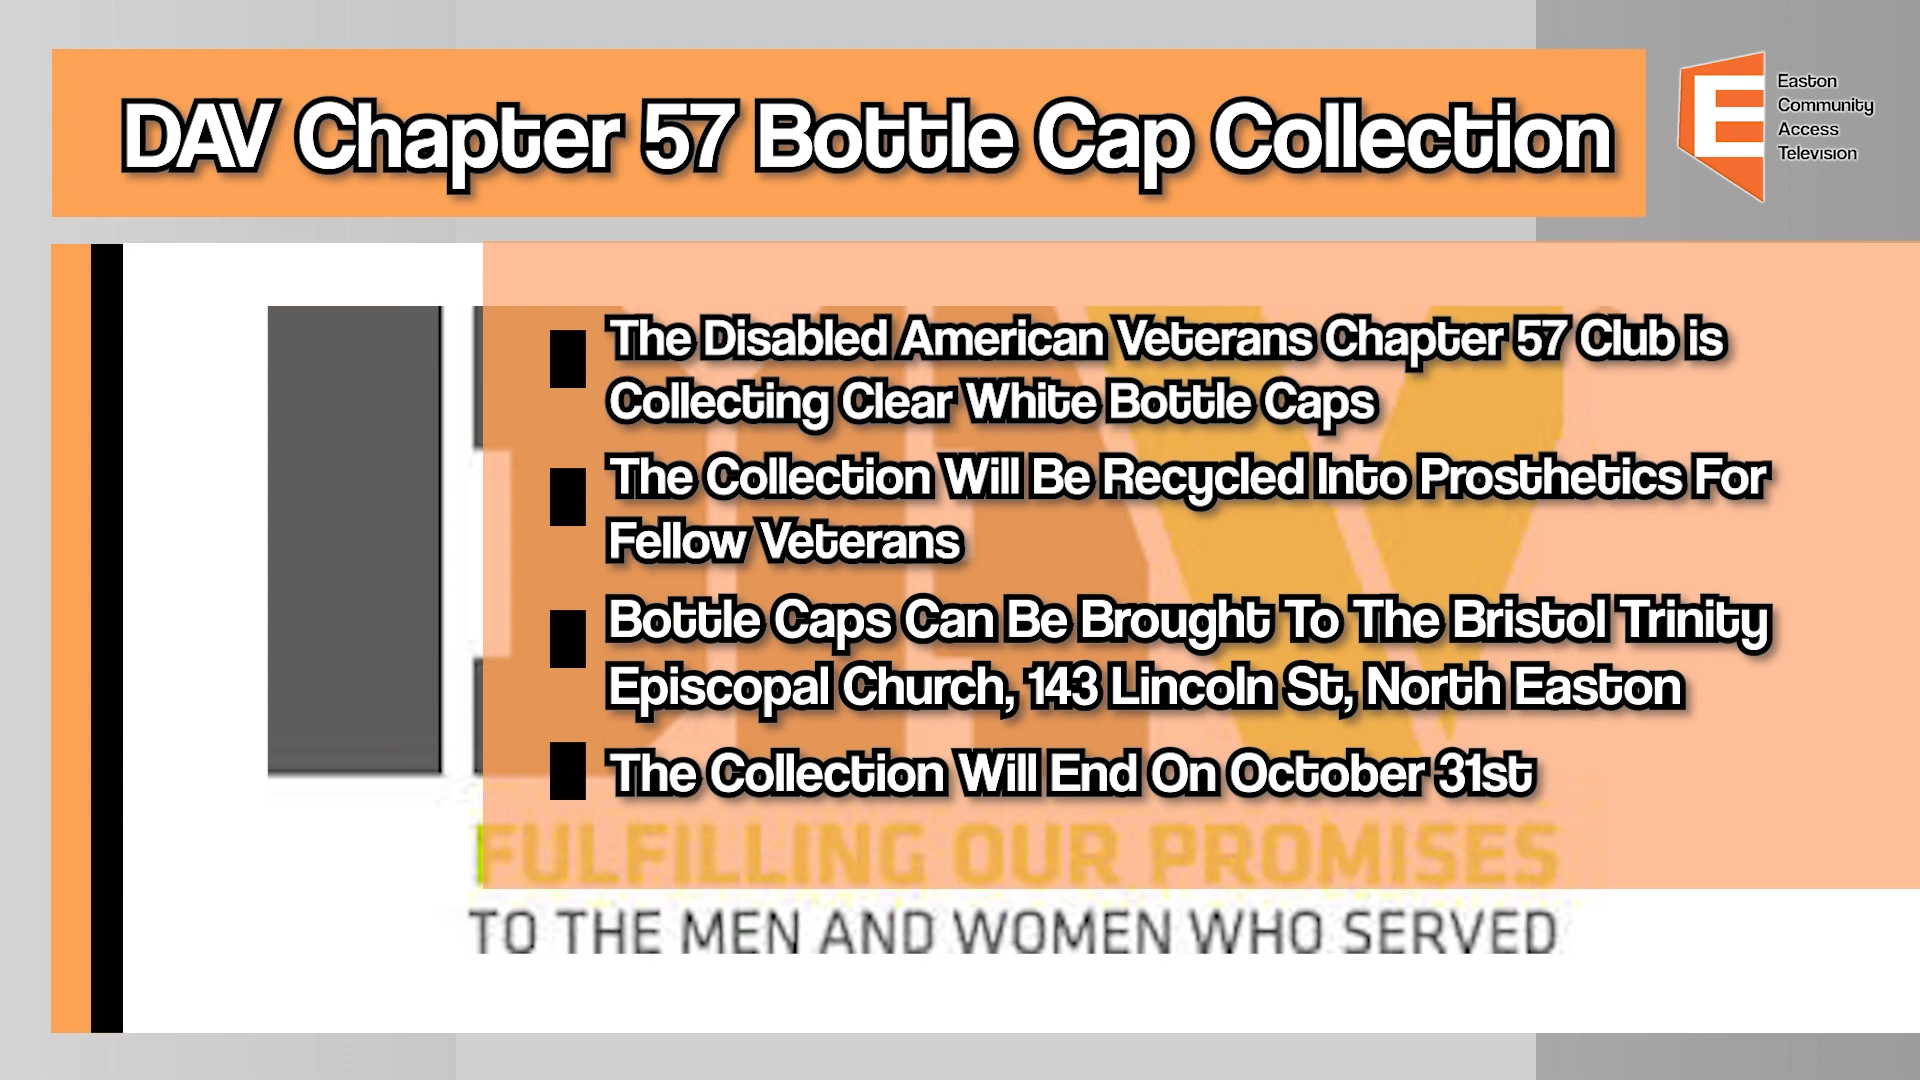 DAV Chapter 57 Bottle Cap Collection
Easton
Community
Access
Television
The Disabled American Veterans Chapter 57 Club is
Collecting Clear White Bottle Caps
The Collection Will Be Recycled Into Prosthetics For
Fellow Veterans
Bottle Caps Can Be Brought To The Bristol Trinity
Episcopal Church, 143 Lincoln St, North Easton
The Collection Will End On October 31st
FULFILLING OUR PROMISES
TO THE MEN AND WOMEN WHO SERVED